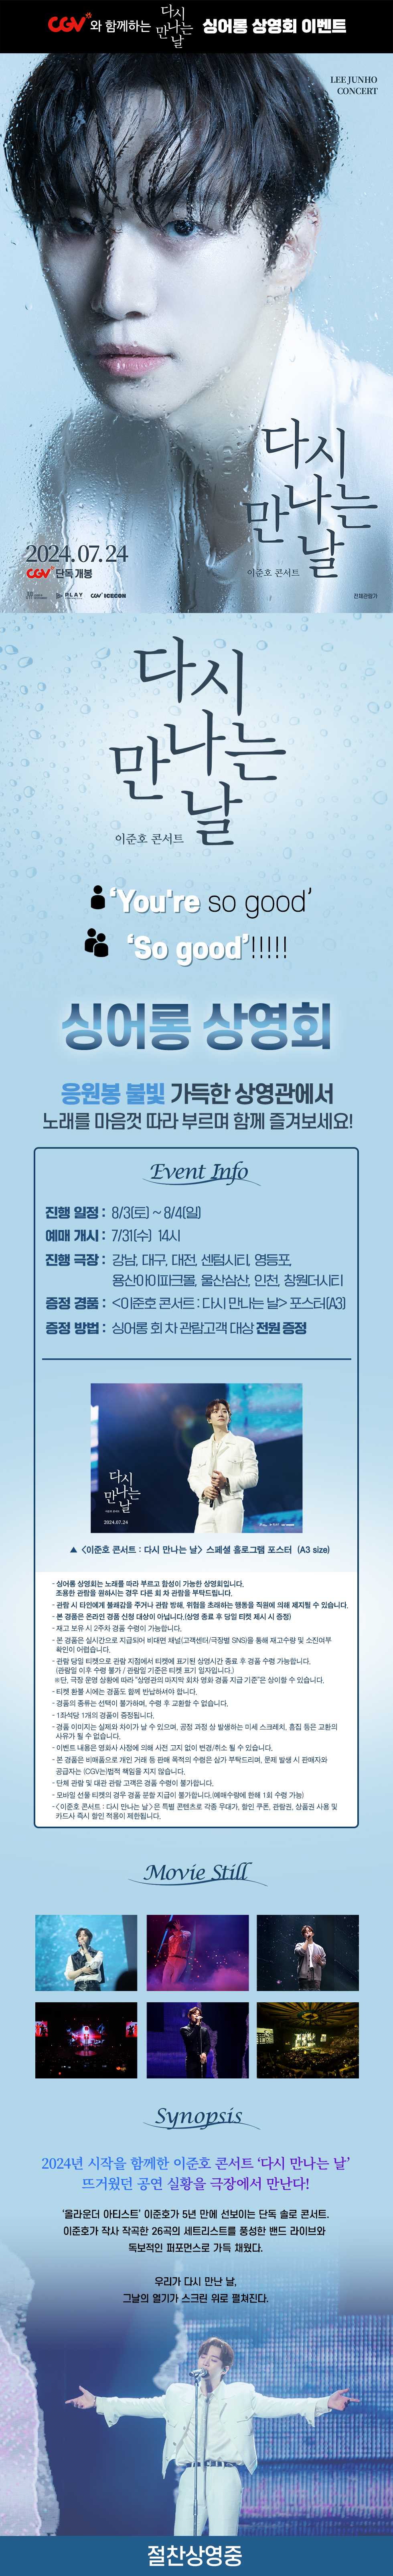 CGV와 함께하는 다시 만나는 날 싱어롱 상영회 이벤트
LEE JUNHO
CONCERT
다시
만나는
날
이준호 콘서트
2024.07.24
CGV 단독 개봉
PLAY
CGV ICECON
전체관람가
다시
만나는
날
이준호 콘서트
‘You're so good’
‘So good’!!!!!
싱어롱 상영회
응원봉 불빛 가득한 상영관에서
노래를 마음껏 따라 부르며 함께 즐겨보세요!
Event Info
진행 일정 : 8/3(토) ~ 8/4(일)
예매 개시 : 7/31(수) 14시
진행 극장 : 강남, 대구, 대전, 센텀시티, 영등포,
용산아이파크몰, 울산삼산, 인천, 창원더시티
증정 경품 : <이준호 콘서트 : 다시 만나는 날> 포스터(A3)
증정 방법 : 싱어롱 회 차 관람고객 대상 전원 증정
다시
만나는
날
2024.07.24
▲ <이준호 콘서트 : 다시 만나는 날> 스페셜 홀로그램 포스터 (A3 size)
- 싱어롱 상영회는 노래를 따라 부르고 함성이 가능한 상영회입니다.
조용한 관람을 원하시는 경우 다른 회 차 관람을 부탁드립니다.
- 관람 시 타인에게 불쾌감을 주거나 관람 방해, 위험을 초래하는 행동을 직원에 의해 제지될 수 있습니다.
- 본 경품은 온라인 경품 신청 대상이 아닙니다.(상영 종료 후 당일 티켓 제시 시 증정)
- 재고 보유 시 2주차 경품 수령이 가능합니다.
- 본 경품은 실시간으로 지급되어 비대면 채널(고객센터/극장별 SNS)을 통해 재고수량 및 소진여부
확인이 어렵습니다.
- 관람 당일 티켓으로 관람 지점에서 티켓에 표기된 상영시간 종료 후 경품 수령 가능합니다.
(관람일 이후 수령 불가 / 관람일 기준은 티켓 표기 일자입니다.)
※단, 극장 운영 상황에 따라 “상영관의 마지막 회차 영화 경품 지급 기준”은 상이할 수 있습니다.
- 티켓 환불 시에는 경품도 함께 반납하셔야 합니다.
- 경품의 종류는 선택이 불가하며, 수령 후 교환할 수 없습니다.
- 1좌석당 1개의 경품이 증정됩니다.
- 경품 이미지는 실제와 차이가 날 수 있으며, 공정 과정 상 발생하는 미세 스크래치, 흠집 등은 교환의
사유가 될 수 없습니다.
- 이벤트 내용은 영화사 사정에 의해 사전 고지 없이 변경/취소 될 수 있습니다.
- 본 경품은 비매품으로 개인 거래 등 판매 목적의 수령은 삼가 부탁드리며, 문제 발생 시 판매자와
공급자는 (CGV는)법적 책임을 지지 않습니다.
- 단체 관람 및 대관 관람 고객은 경품 수령이 불가합니다.
- 모바일 선물 티켓의 경우 경품 분할 지급이 불가합니다.(예매수량에 한해 1회 수령 가능)
- <이준호 콘서트 : 다시 만나는 날>은 특별 콘텐츠로 각종 우대가, 할인 쿠폰, 관람권, 상품권 사용 및
카드사 즉시 할인 적용이 제한됩니다.
Movie Still
Synopsis
2024년 시작을 함께한 이준호 콘서트 ‘다시 만나는 날’
뜨거웠던 공연 실황을 극장에서 만난다!
‘올라운더 아티스트’ 이준호가 5년 만에 선보이는 단독 솔로 콘서트.
이준호가 작사 작곡한 26곡의 세트리스트를 풍성한 밴드 라이브와
독보적인 퍼포먼스로 가득 채웠다.
우리가 다시 만난 날,
그날의 열기가 스크린 위로 펼쳐진다.
절찬상영중